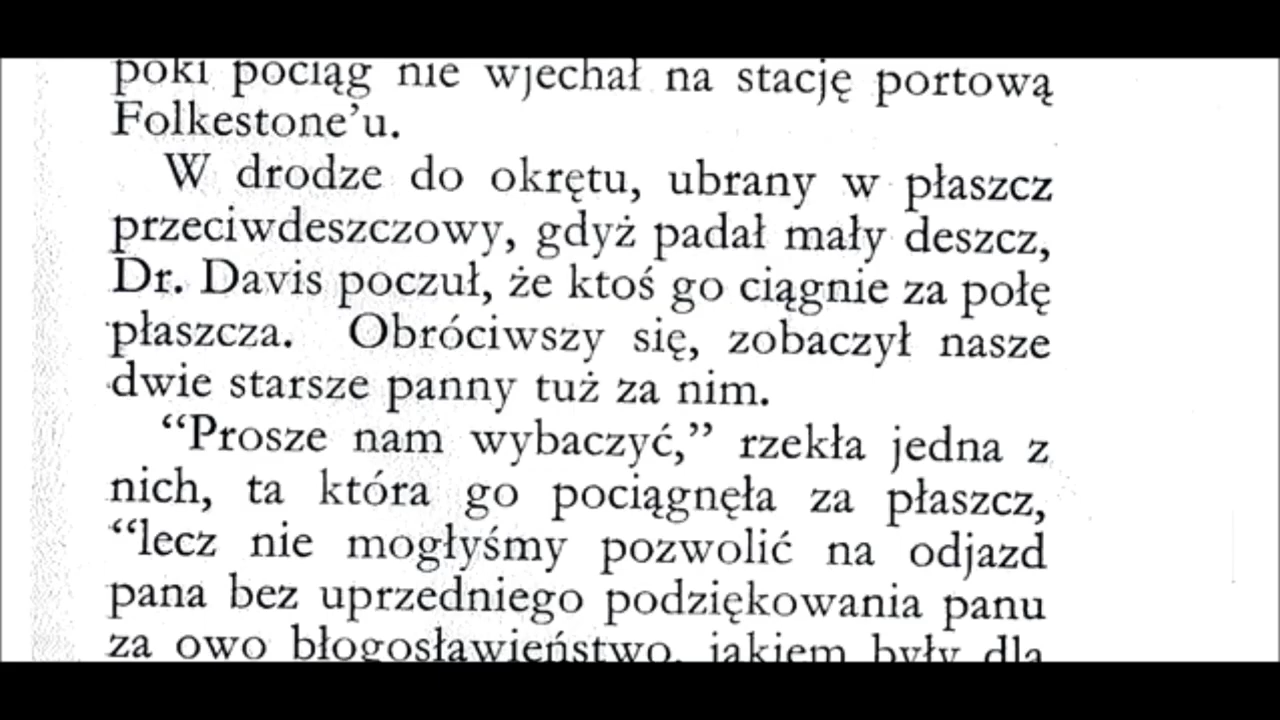 poki pociąg nie wjechał na stację portową
Folkestone’u.
W drodze do okrętu, ubrany w płaszcz
przeciwdeszczowy, gdyż padał mały deszcz,
Dr. Davis poczuł, że ktoś go ciągnie za połę
płaszcza. Obróciwszy się, zobaczył nasze
dwie starsze panny tuż za nim.
“Prosze nam wybaczyć,” rzekła jedna z
nich, ta która go pociągnęła za płaszcz,
“lecz nie mogłyśmy pozwolić na odjazd
pana bez uprzedniego podziękowania panu
za owo błogosławieństwo, jakiem były dla